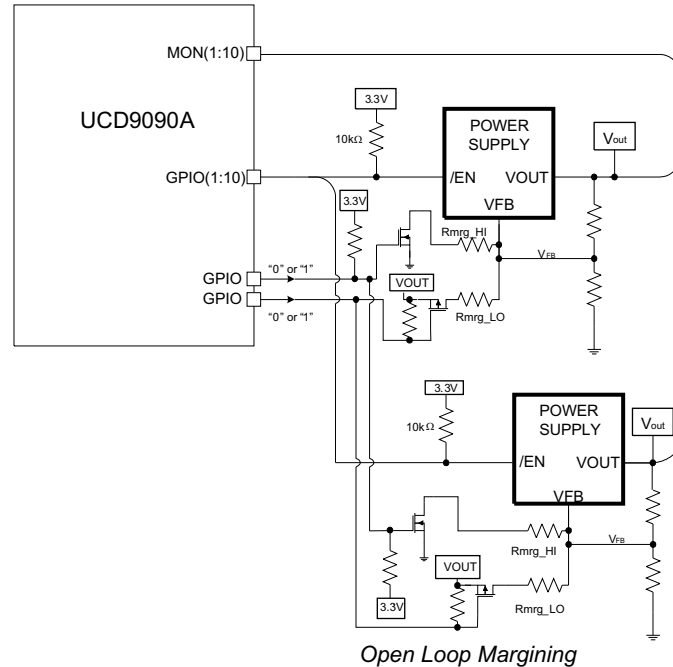 MON(1:10)
UCD9090A
GPIO(1:10)
GPIO
GPIO
"0" or "1"
"0" or "1"
3.3V
10kΩ
POWER
SUPPLY
/EN
VOUT
VFB
Vout
3.3V
Rmrg_HI
VFB
VOUT
Rmrg_LO
3.3V
10kΩ
POWER
SUPPLY
/EN
VOUT
VFB
Vout
Rmrg_HI
VFB
VOUT
3.3V
Rmrg_LO
Open Loop Margining